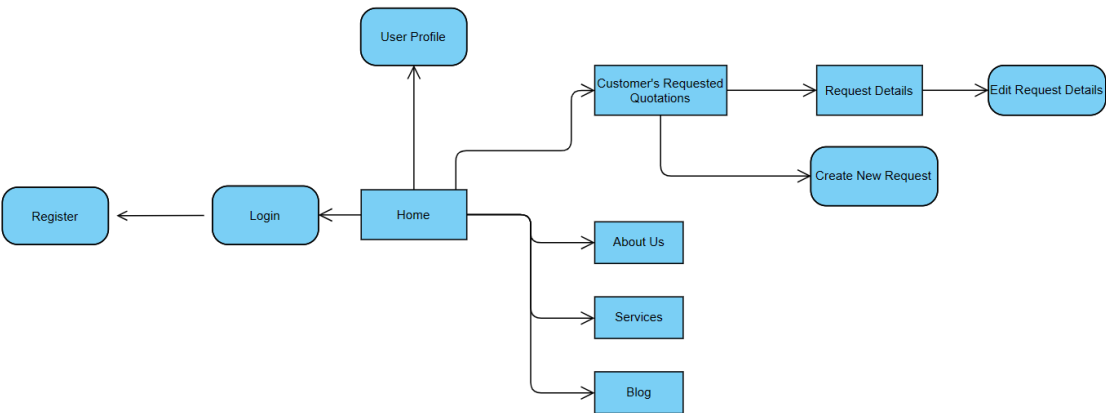 User Profile
Customer's Requested
Quotations
Request Details
Edit Request Details
Create New Request
Register
Login
Home
About Us
Services
Blog